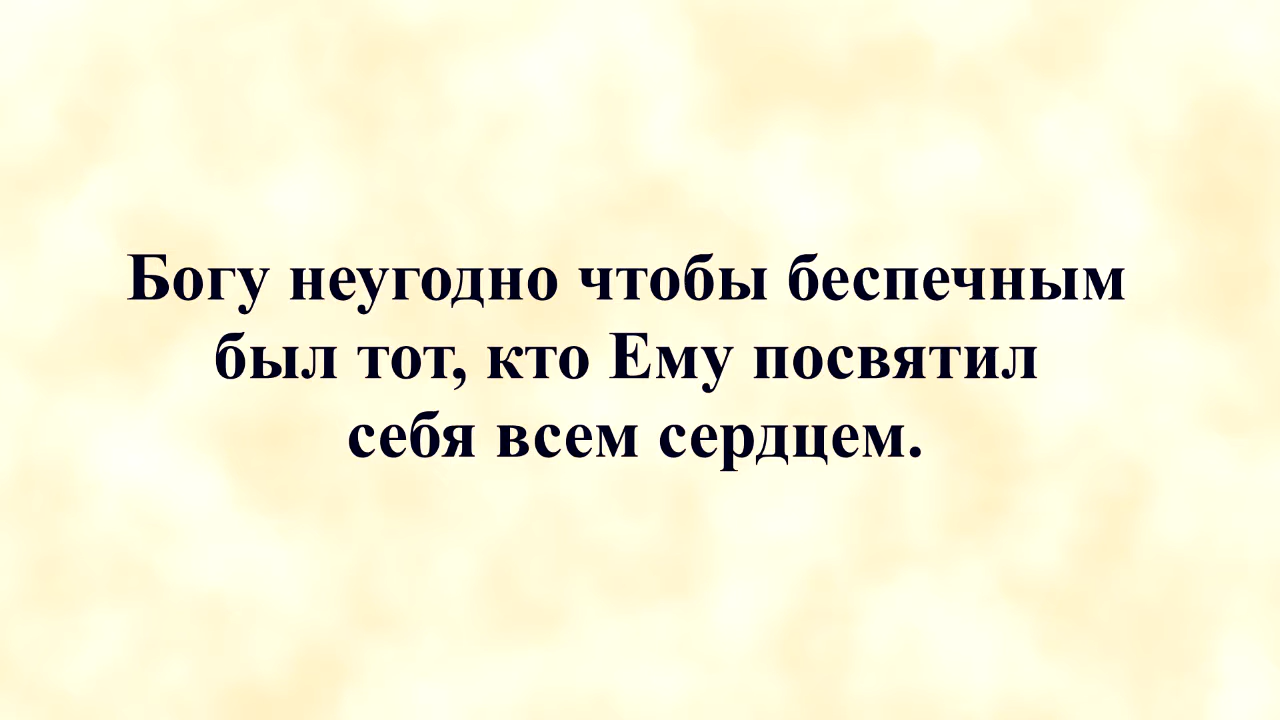 Богу неугодно чтобы беспечным
был тот, кто Ему посвятил
себя всем сердцем.